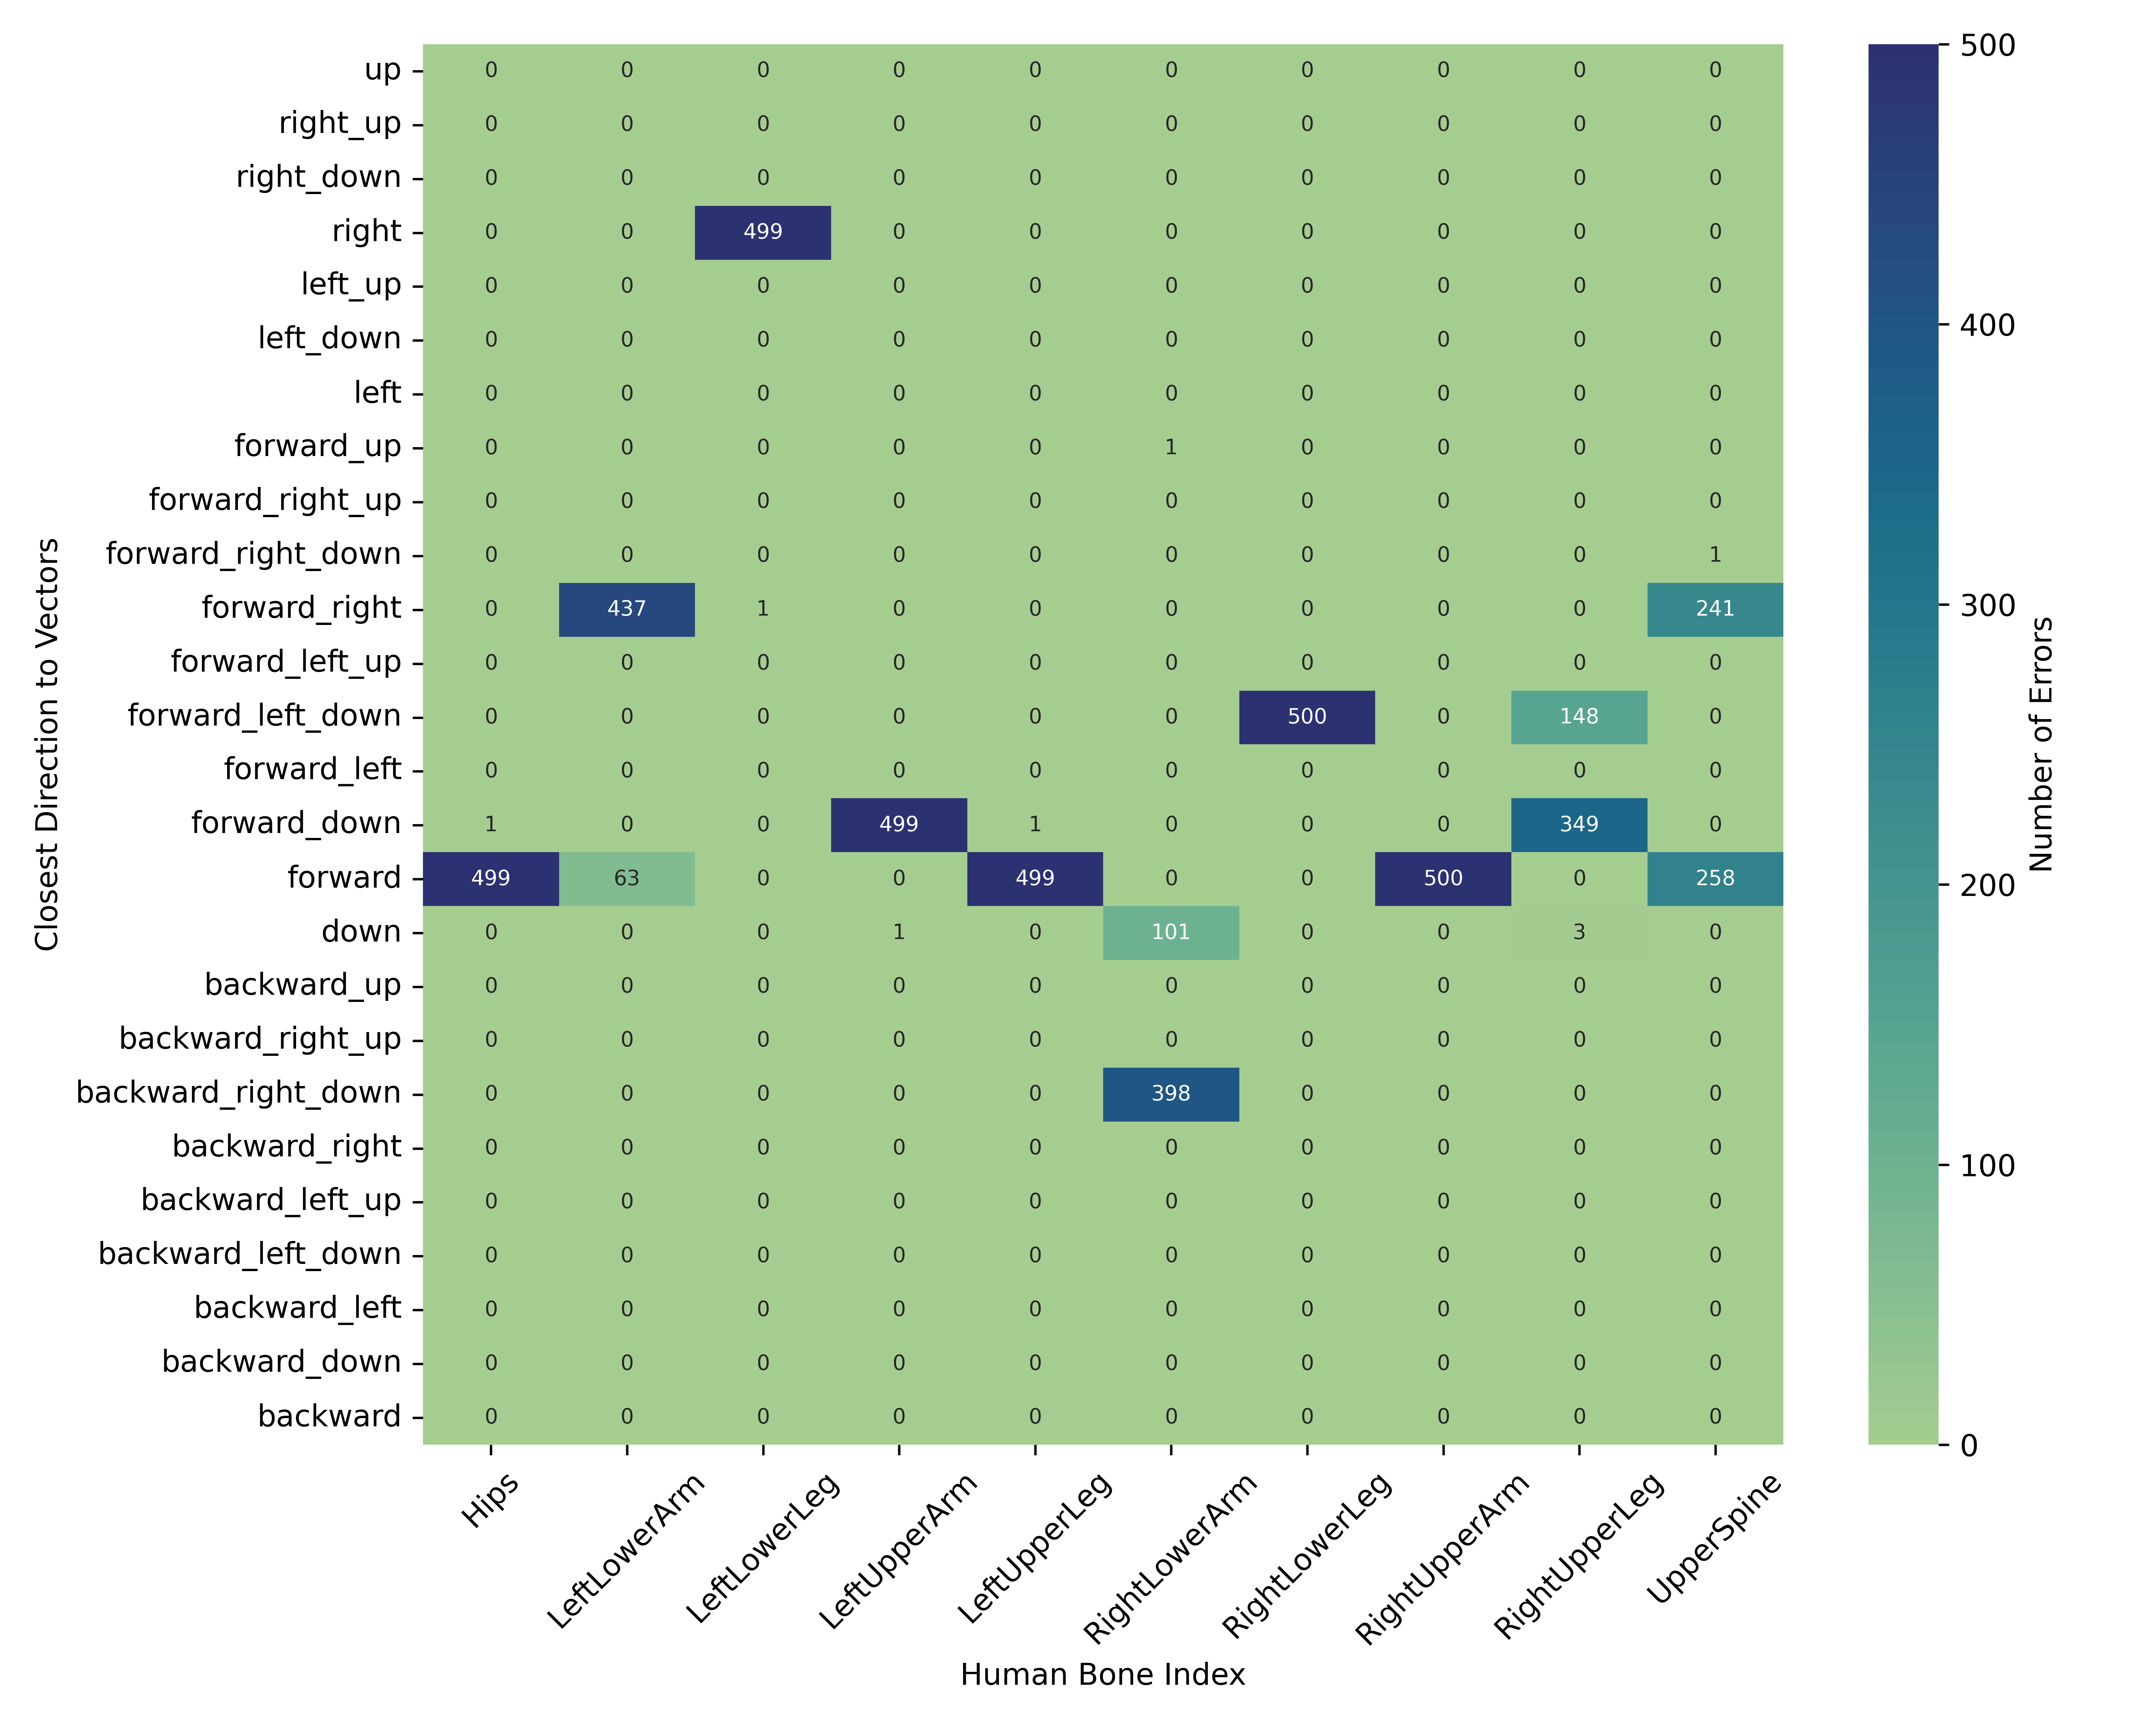 up 0 0 0 0 0 0 0 0 0 0
right_up 0 0 0 0 0 0 0 0 0 0
right_down 0 0 0 0 0 0 0 0 0 0
right 0 0 499 0 0 0 0 0 0 0
left_up 0 0 0 0 0 0 0 0 0 0
left_down 0 0 0 0 0 0 0 0 0 0
left 0 0 0 0 0 0 0 0 0 0
forward_up 0 0 0 0 0 1 0 0 0 0
forward_right_up 0 0 0 0 0 0 0 0 0 0
forward_right_down 0 0 0 0 0 0 0 0 0 1
forward_right 0 437 1 0 0 0 0 0 0 241
forward_left_up 0 0 0 0 0 0 0 0 0 0
forward_left_down 0 0 0 0 0 0 500 0 148 0
forward_left 0 0 0 0 0 0 0 0 0 0
forward_down 1 0 0 499 1 0 0 0 349 0
forward 499 63 0 0 499 0 0 500 0 258
down 0 0 0 1 0 101 0 0 3 0
backward_up 0 0 0 0 0 0 0 0 0 0
backward_right_up 0 0 0 0 0 0 0 0 0 0
backward_right_down 0 0 0 0 0 398 0 0 0 0
backward_right 0 0 0 0 0 0 0 0 0 0
backward_left_up 0 0 0 0 0 0 0 0 0 0
backward_left_down 0 0 0 0 0 0 0 0 0 0
backward_left 0 0 0 0 0 0 0 0 0 0
backward_down 0 0 0 0 0 0 0 0 0 0
backward 0 0 0 0 0 0 0 0 0 0
Hips LeftLowerArm LeftLowerLeg LeftUpperArm LeftUpperLeg RightLowerArm RightLowerLeg RightUpperArm RightUpperLeg UpperSpine
Human Bone Index
Closest Direction to Vectors
500
400
300
200
100
0
Number of Errors